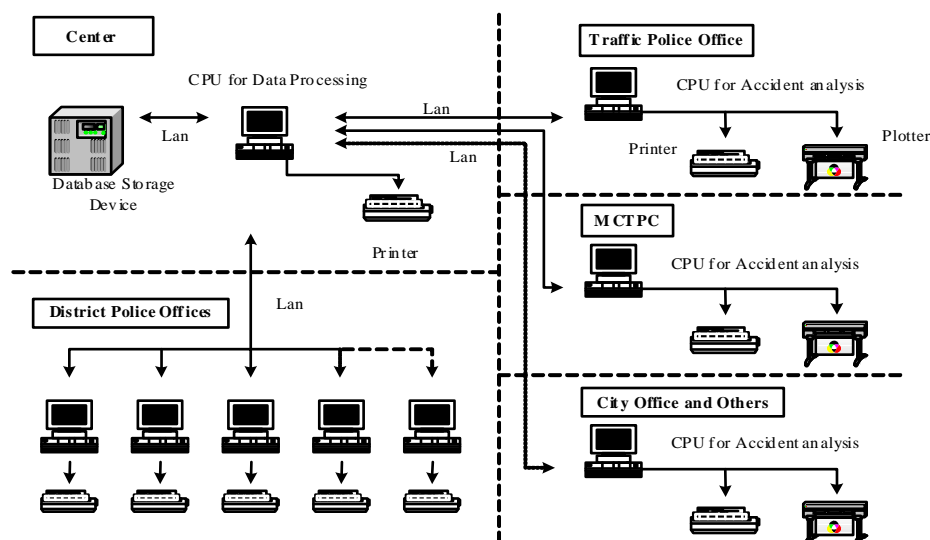 Center
CPU for Data Processing
Lan
Database Storage
Device
Printer
Lan
Lan
Lan
District Police Offices
Traffic Police Office
CPU for Accident analysis
Printer
Plotter
MCTPC
CPU for Accident analysis
City Office and Others
CPU for Accident analysis